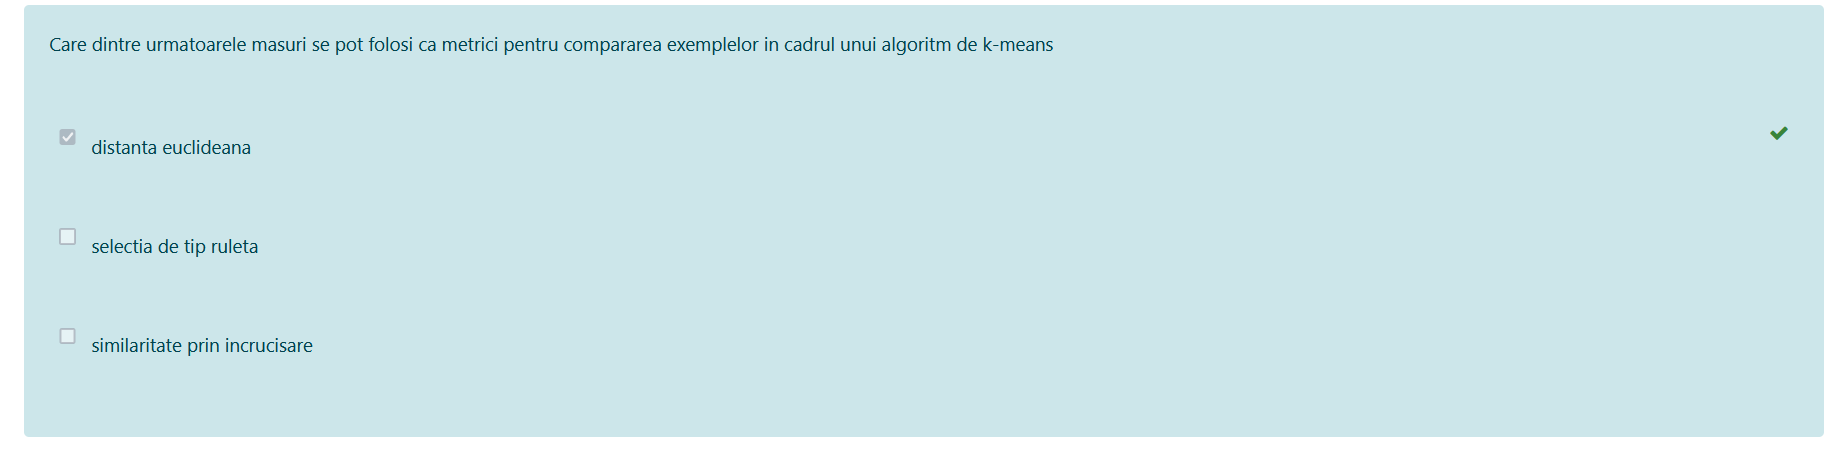 Care dintre urmatoarele masuri se pot folosi ca metrici pentru compararea exemplelor in cadrul unui algoritm de k-means
distanta euclideana
selectia de tip ruleta
similaritate prin incrucisare